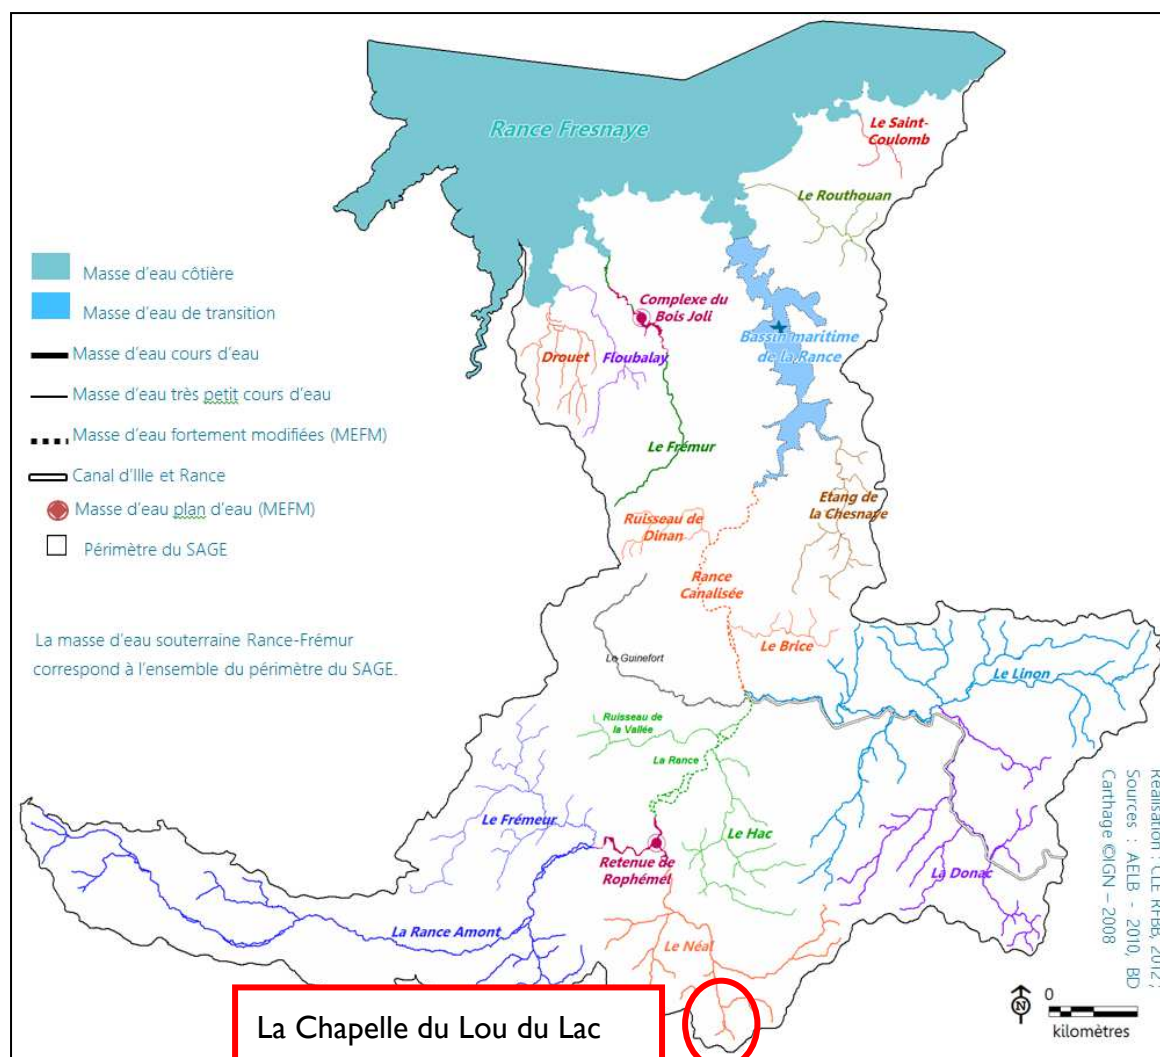 Rance Fresnaye
Le Saint-
Coulomb
Le Routhouan
Masse d'eau côtière
Masse d'eau de transition
Masse d'eau cours d'eau
Masse d'eau très petit cours d'eau
Masse d'eau fortement modifiées (MEFM)
Canal d'Ille et Rance
Masse d'eau plan d'eau (MEFM)
Périmètre du SAGE
La masse d'eau souterraine Rance-Frémur
correspond à l'ensemble du périmètre du SAGE.
Complexe du
Bois Joli
Bassin maritime
de la Rance
Drouet
Floubalay
Le Frémur
Etang de
la Chesnaye
Ruisseau de
Dinan
Rance
Canalisée
Le Brice
Le Guinefort
Le Linon
Ruisseau de
la Vallée
La Rance
Le Frémeur
Le Hac
Retenue de
Rophémel
La Donac
La Rance Amont
Le Néal
Réalisation : CLE RFBB, 2012 ;
Sources : AELB - 2010, BD
Carthage ©IGN – 2008
N
0
kilomètres
La Chapelle du Lou du Lac